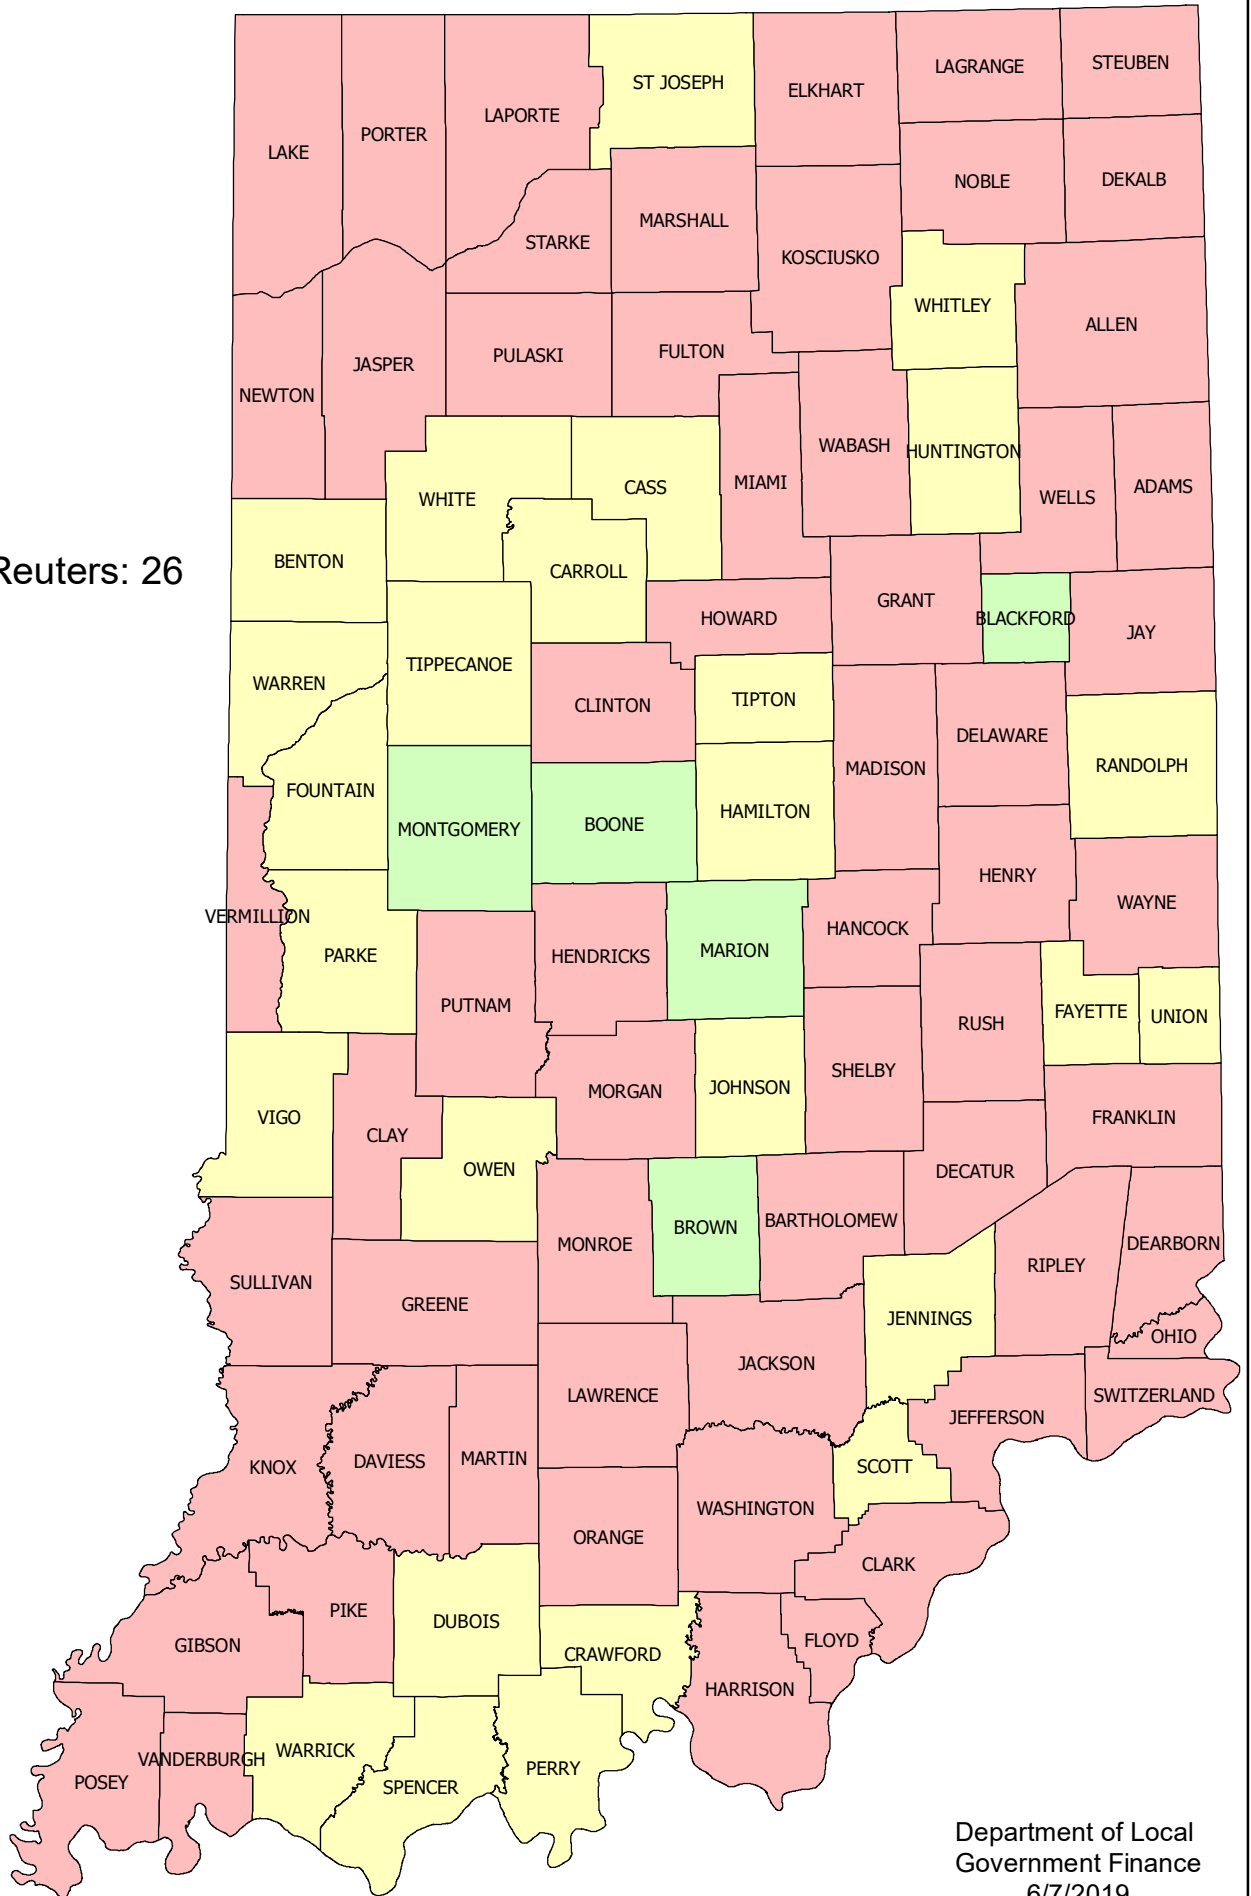 STEUBEN
LAGRANGE
ST JOSEPH
ELKHART
LAPORTE
PORTER
LAKE
NOBLE
DEKALB
MARSHALL
STARKE
KOSCIUSKO
WHITLEY
ALLEN
FULTON
PULASKI
JASPER
NEWTON
WABASH
HUNTINGTON
MIAMI
CASS
WHITE
WELLS
ADAMS
BENTON
CARROLL
Reuters: 26
GRANT
HOWARD
BLACKFORD
JAY
TIPPECANOE
WARREN
TIPTON
CLINTON
DELAWARE
RANDOLPH
MADISON
FOUNTAIN
HAMILTON
BOONE
MONTGOMERY
HENRY
WAYNE
VERMILLION
HANCOCK
MARION
HENDRICKS
PARKE
PUTNAM
FAYETTE
UNION
RUSH
SHELBY
JOHNSON
MORGAN
VIGO
FRANKLIN
CLAY
OWEN
DECATUR
BARTHOLOMEW
BROWN
MONROE
DEARBORN
RIPLEY
SULLIVAN
GREENE
JENNINGS
OHIO
JACKSON
LAWRENCE
SWITZERLAND
JEFFERSON
MARTIN
DAVIESS
KNOX
SCOTT
WASHINGTON
ORANGE
CLARK
PIKE
DUBOIS
GIBSON
FLOYD
CRAWFORD
HARRISON
WARRICK
VANDERBURGH
PERRY
POSEY
SPENCER
Department of Local
Government Finance
6/7/2019